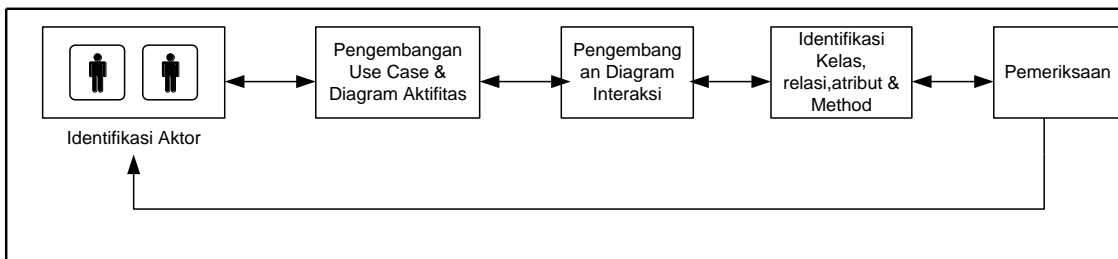 Pengembangan
Use Case &
Diagram Aktifitas
Pengembang
an Diagram
Interaksi
Identifikasi
Kelas,
relasi,atribut &
Method
Pemeriksaan
Identifikasi Aktor